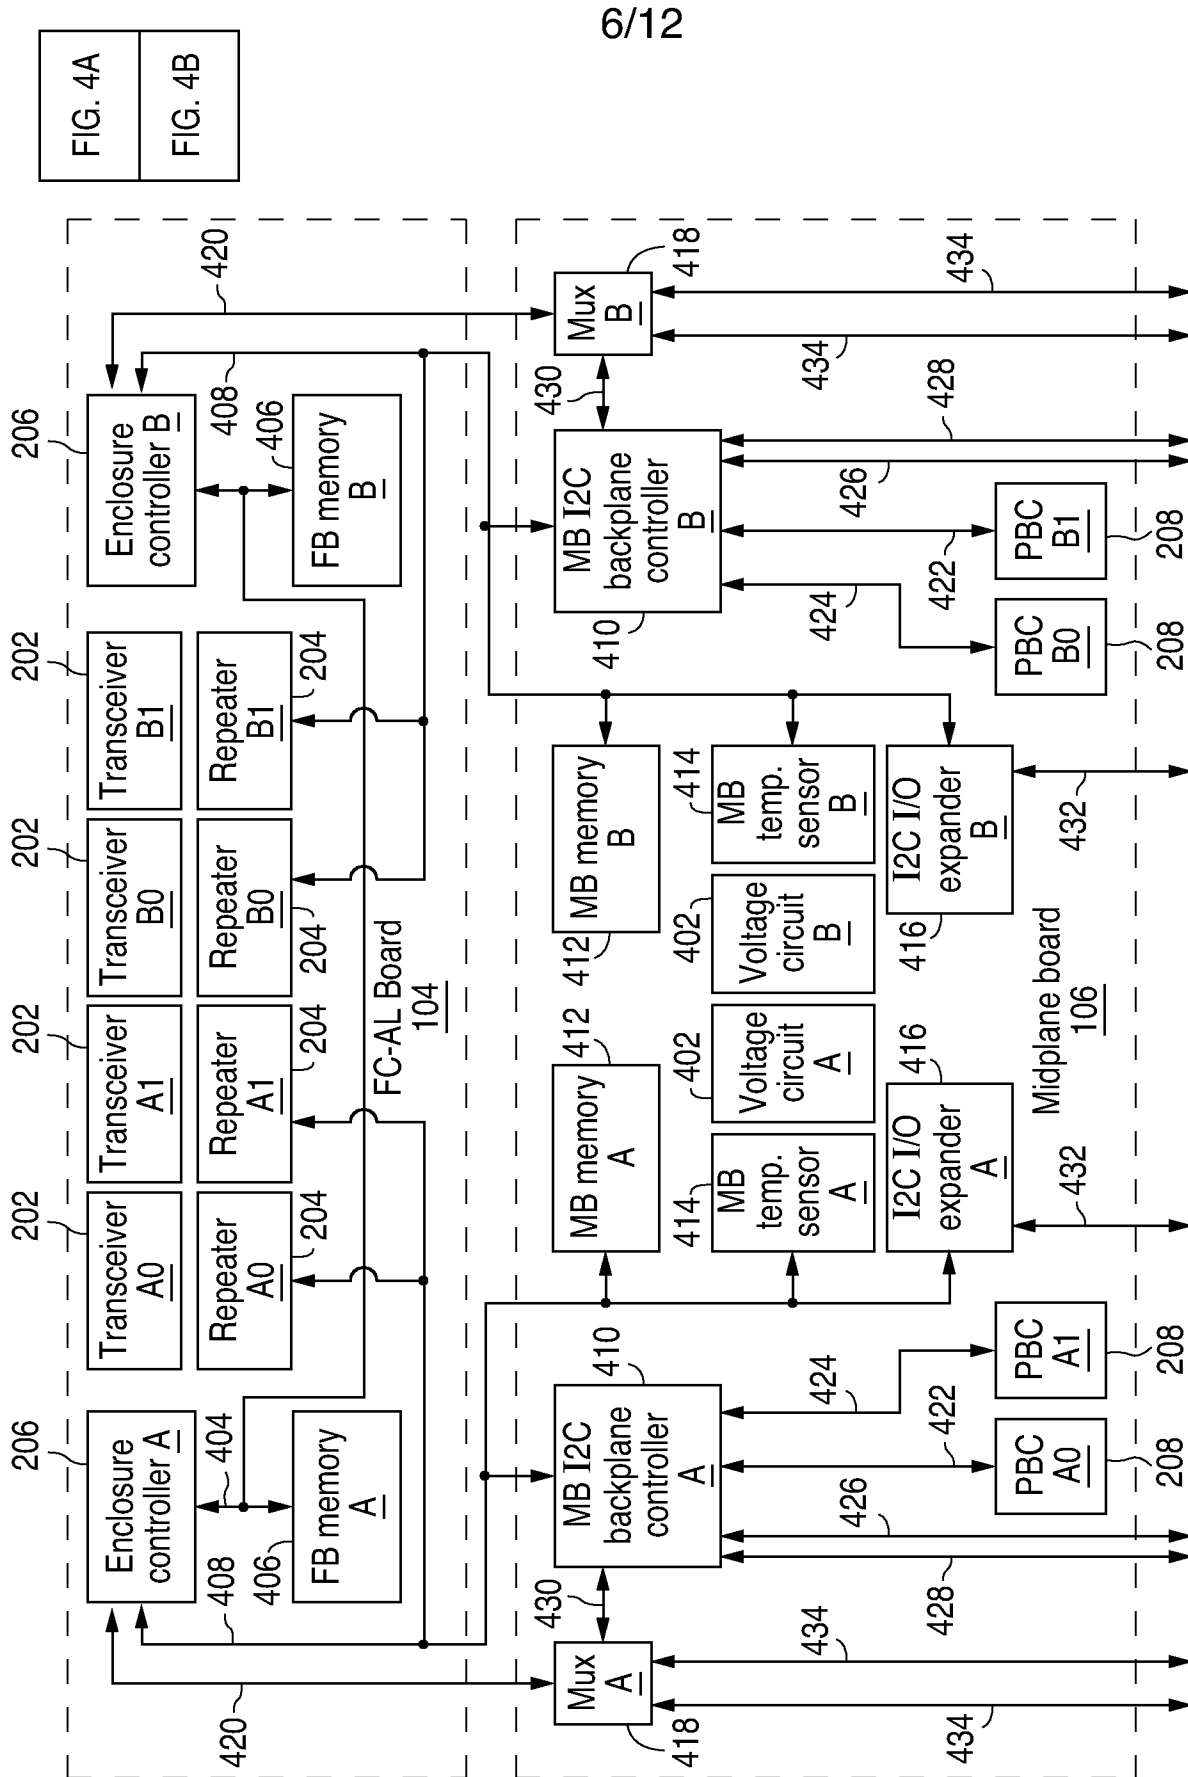 6/12
FIG. 4A
FIG. 4B
206
202
202
202
202
206
Enclosure
controller A
Transceiver
A0
Transceiver
A1
Transceiver
B0
Transceiver
B1
Enclosure
controller B
420
408
404
406
FB memory
A
Repeater
A0
204
Repeater
A1
204
Repeater
B0
204
Repeater
B1
204
FB memory
B
406
408
420
FC-AL Board
104
Mux
A
418
430
MB I2C
backplane
controller
A
410
MB memory
A
412
MB memory
B
412
MB I2C
backplane
controller
B
410
430
Mux
B
418
414
MB
temp.
sensor
A
402
Voltage
circuit
A
402
Voltage
circuit
B
414
MB
temp.
sensor
B
I2C I/O
expander
A
416
I2C I/O
expander
B
416
434
434
428
426
422
424
432
Midplane board
106
432
424
422
426
428
434
434
PBC
A0
208
PBC
A1
208
PBC
B0
208
PBC
B1
208